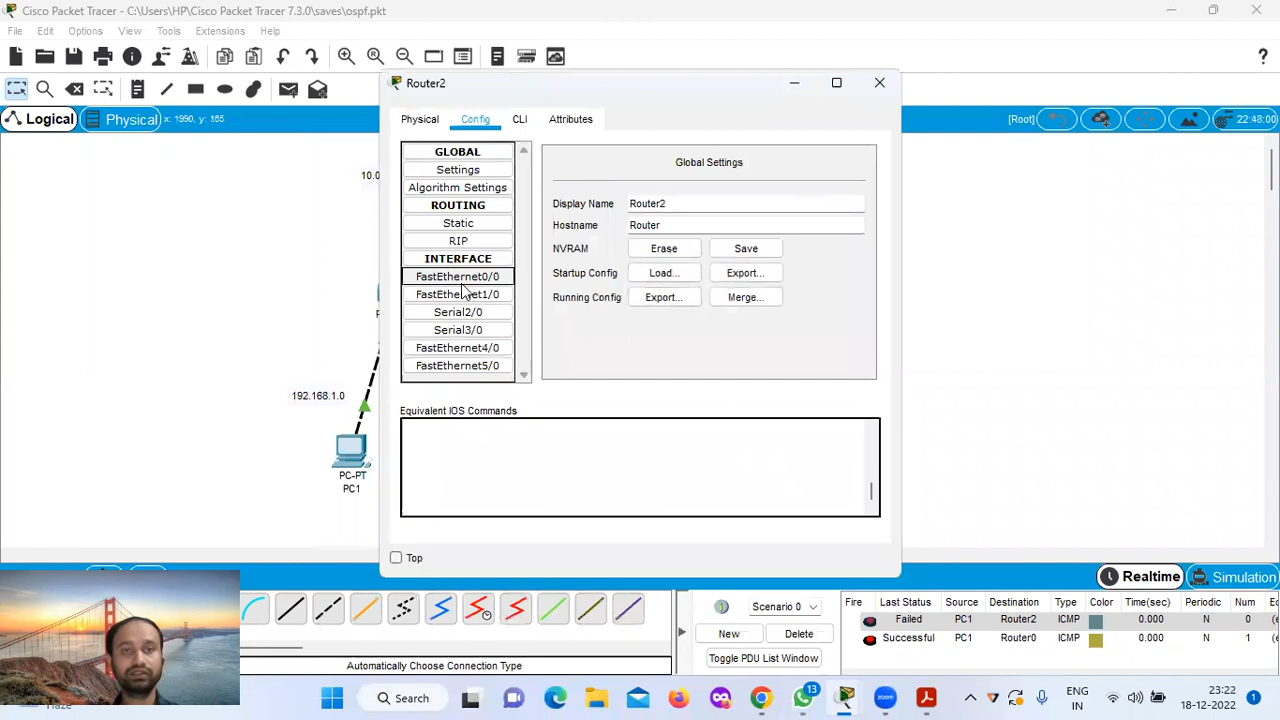 Cisco Packet Tracer - C:\Users\HP\Cisco Packet Tracer 7.3.0\saves\ospf.pkt
File Edit Options View Tools Extensions Help
Router2
Logical Physical x: 1990, y: 165 [Root] 22:48:00
Physical Config CLI Attributes
GLOBAL
Settings
Algorithm Settings
ROUTING
Static
RIP
INTERFACE
FastEthernet0/0
FastEthernet1/0
Serial2/0
Serial3/0
FastEthernet4/0
FastEthernet5/0
Global Settings
Display Name Router2
Hostname Router
NVRAM Erase Save
Startup Config Load... Export...
Running Config Export... Merge...
Equivalent IOS Commands
Top
10.0
192.168.1.0
PC-PT
PC1
Realtime Simulation
Scenario 0
New Delete
Toggle PDU List Window
Fire Last Status Source Destination Type Color Time(sec) Periodic Num
Failed PC1 Router2 ICMP 0.000 N 0
Successful PC1 Router0 ICMP 0.000 N 1
Automatically Choose Connection Type
Search
13
ENG
IN
23:22
18-12-2022
1